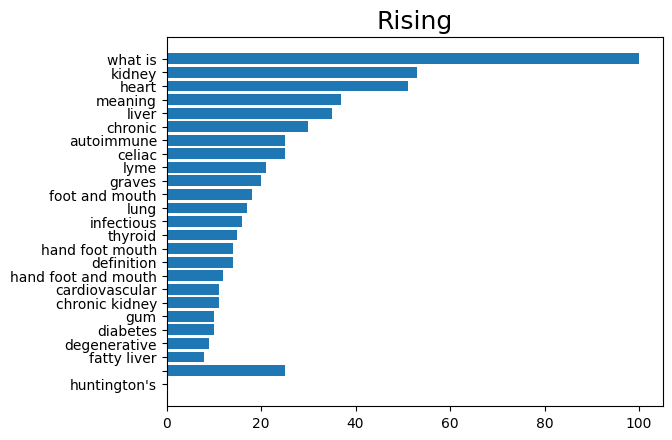 Rising
what is
kidney
heart
meaning
liver
chronic
autoimmune
celiac
lyme
graves
foot and mouth
lung
infectious
thyroid
hand foot mouth
definition
hand foot and mouth
cardiovascular
chronic kidney
gum
diabetes
degenerative
fatty liver
huntington's
0 20 40 60 80 100